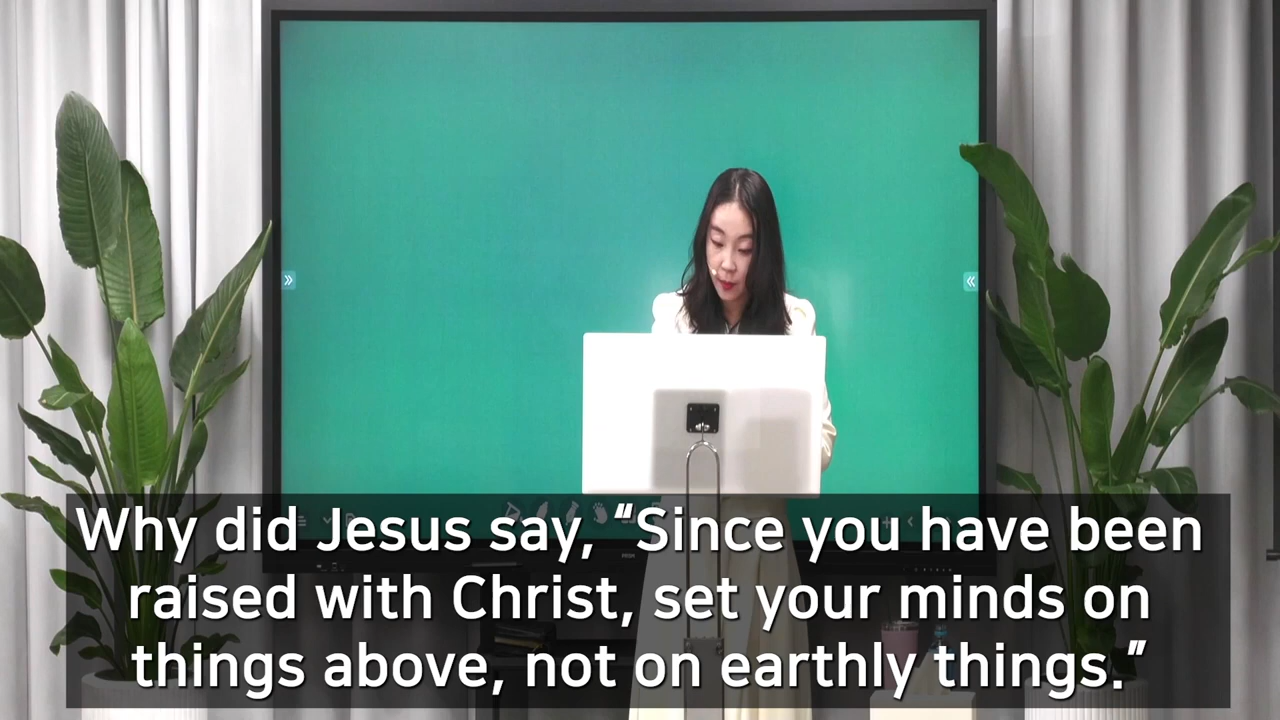 Why did Jesus say, “Since you have been
raised with Christ, set your minds on
things above, not on earthly things.”